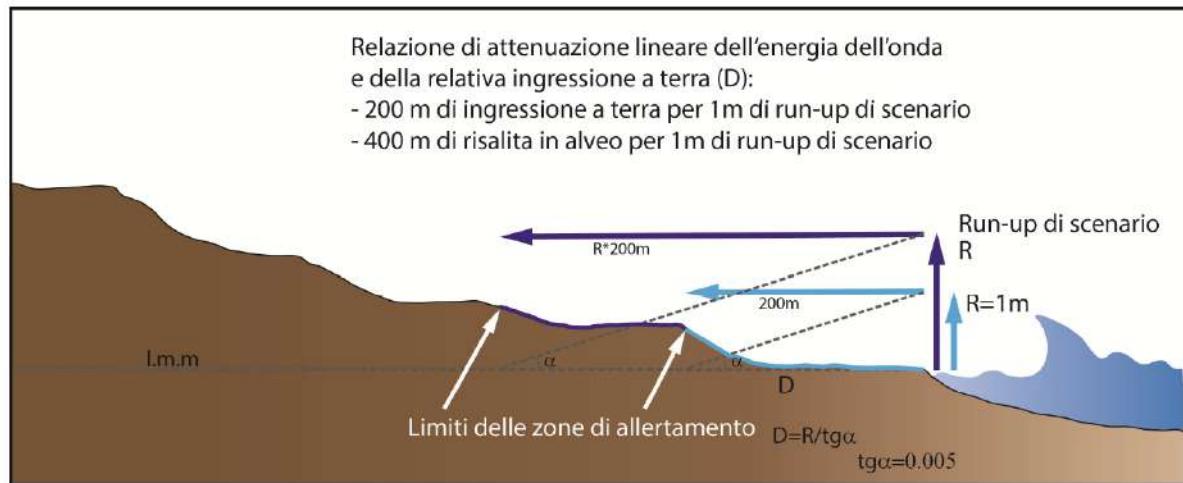 Relazione di attenuazione lineare dell'energia dell'onda
e della relativa ingressione a terra (D):
- 200 m di ingressione a terra per 1m di run-up di scenario
- 400 m di risalita in alveo per 1m di run-up di scenario
Run-up di scenario
R
R*200m
200m
R=1m
l.m.m
α
α
D
Limiti delle zone di allertamento
D=R/tgα
tgα=0.005